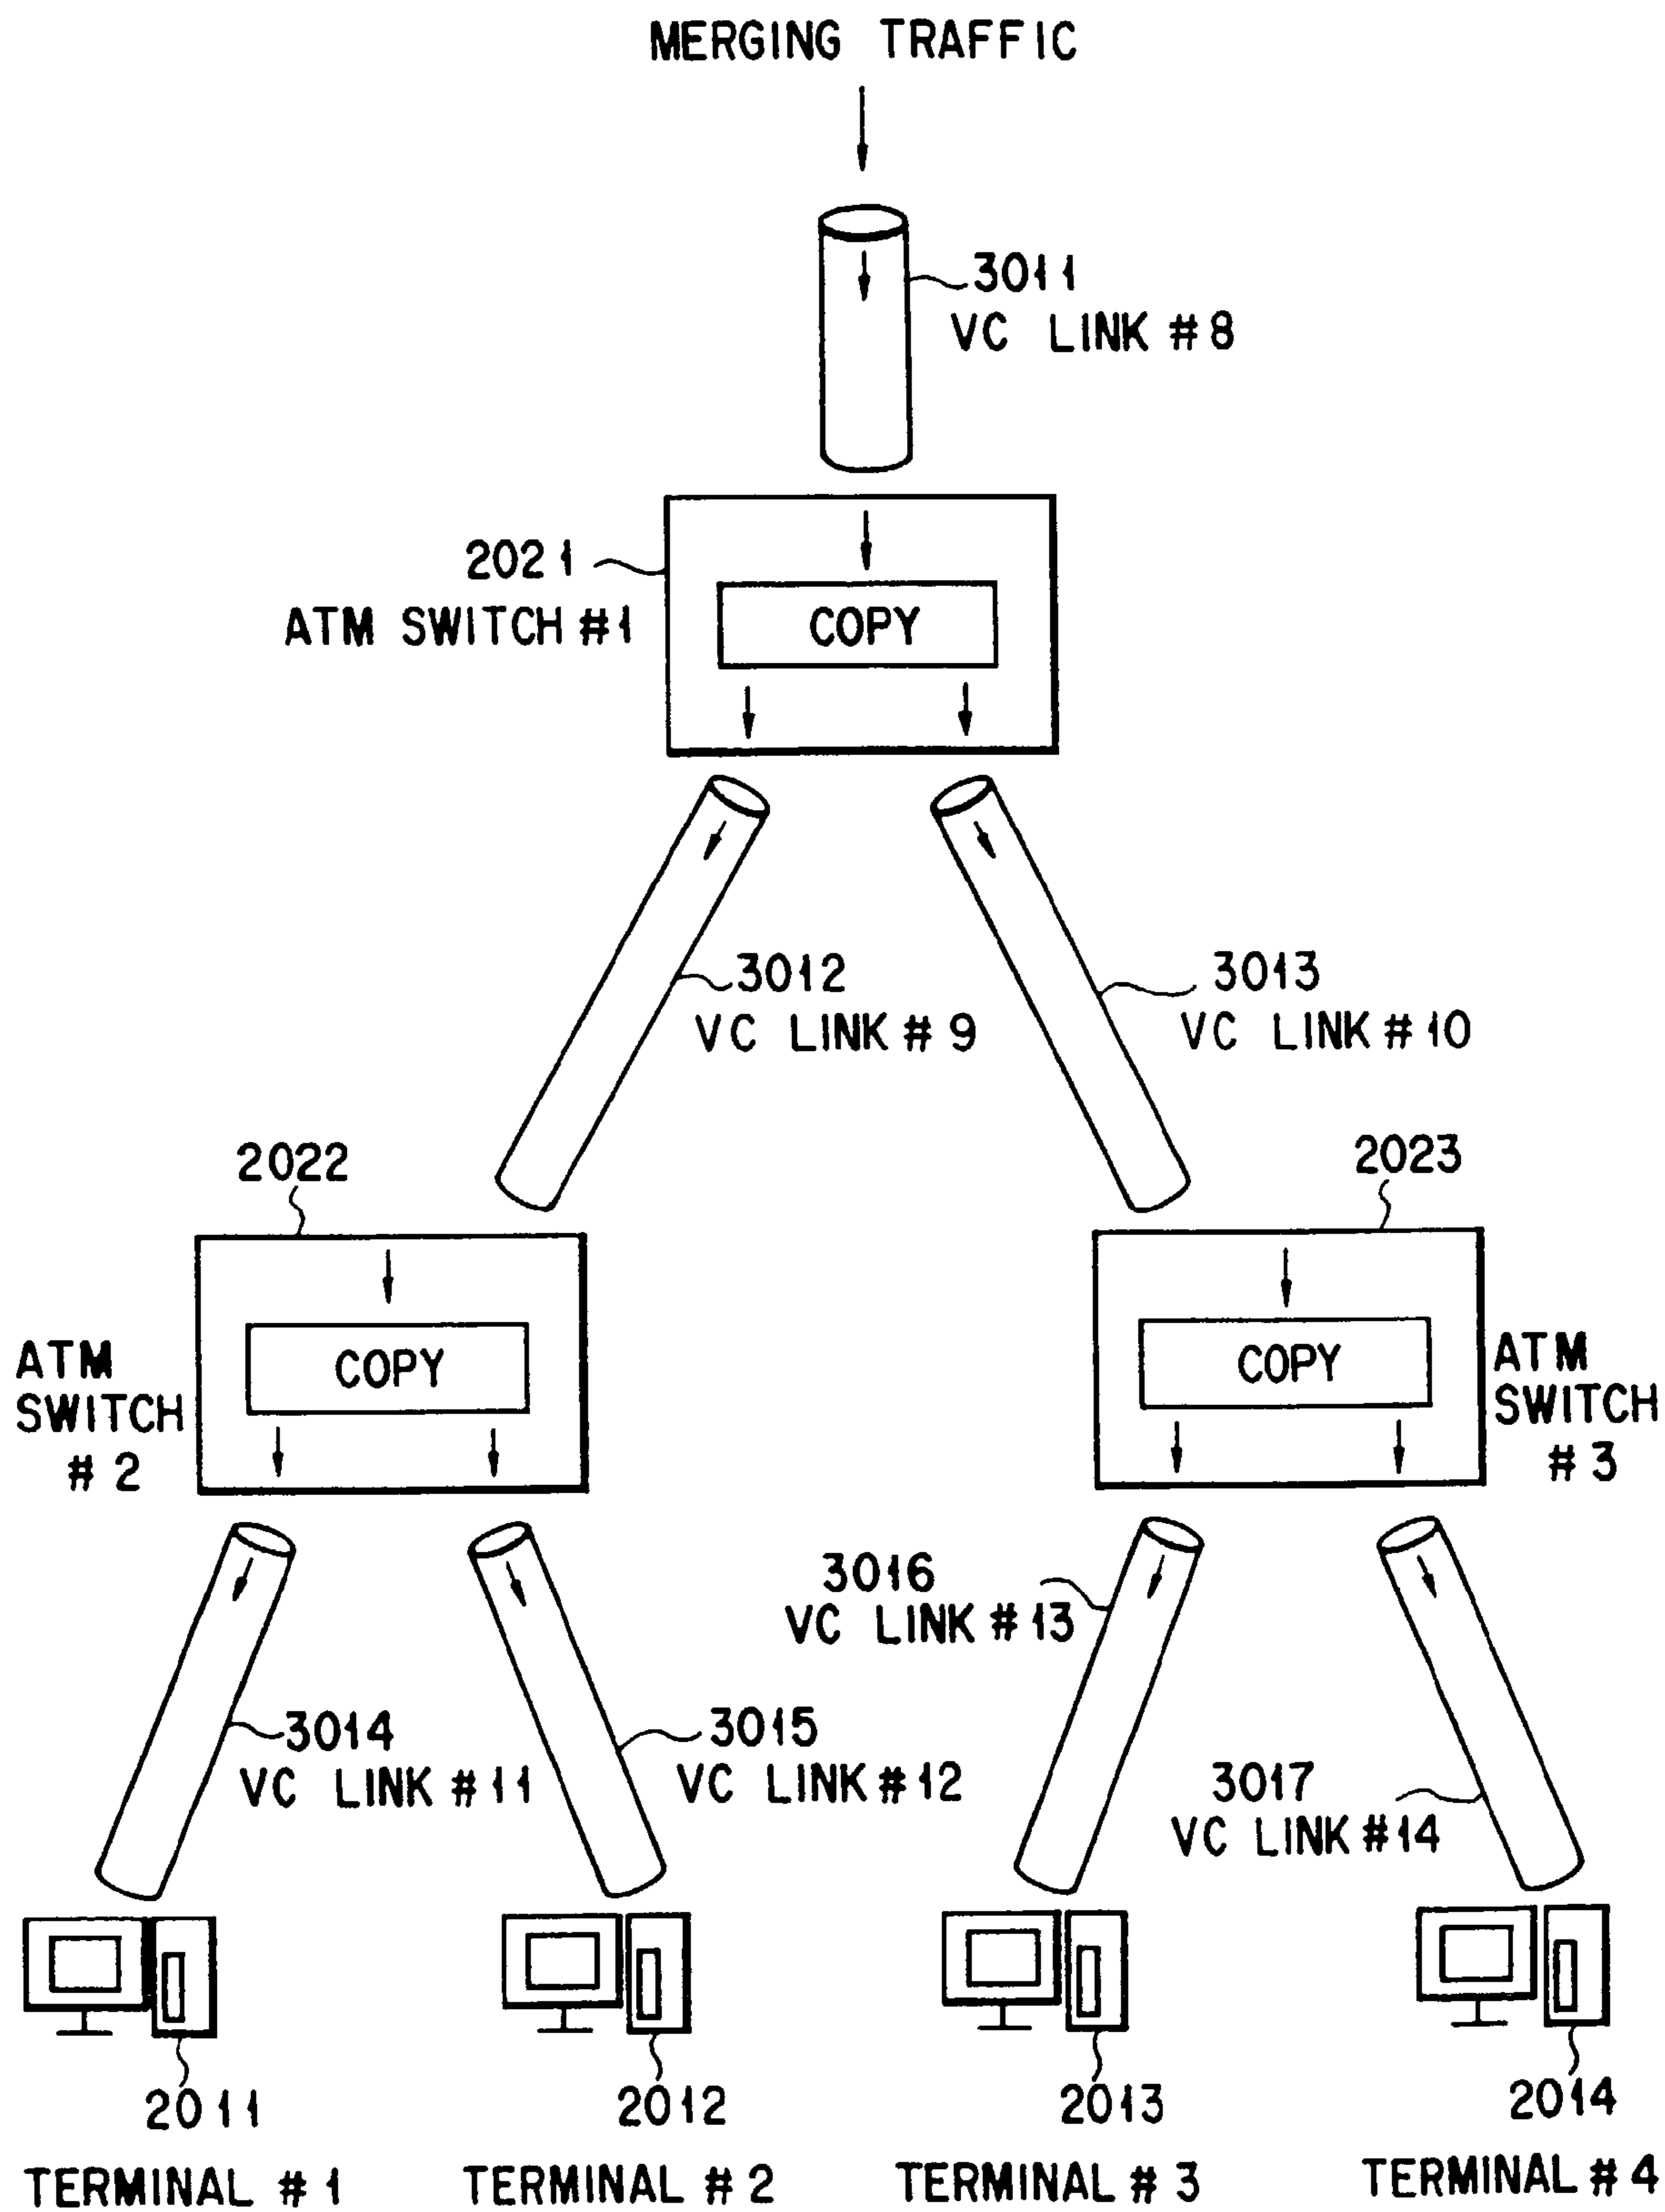 MERGING TRAFFIC
3011
VC LINK #8
2021
ATM SWITCH #1
COPY
3012
VC LINK #9
3013
VC LINK #10
2022
2023
ATM
SWITCH
#2
COPY
COPY
ATM
SWITCH
#3
3016
VC LINK #13
3014
VC LINK #11
3015
VC LINK #12
3017
VC LINK #14
2011
2012
2013
2014
TERMINAL #1
TERMINAL #2
TERMINAL #3
TERMINAL #4